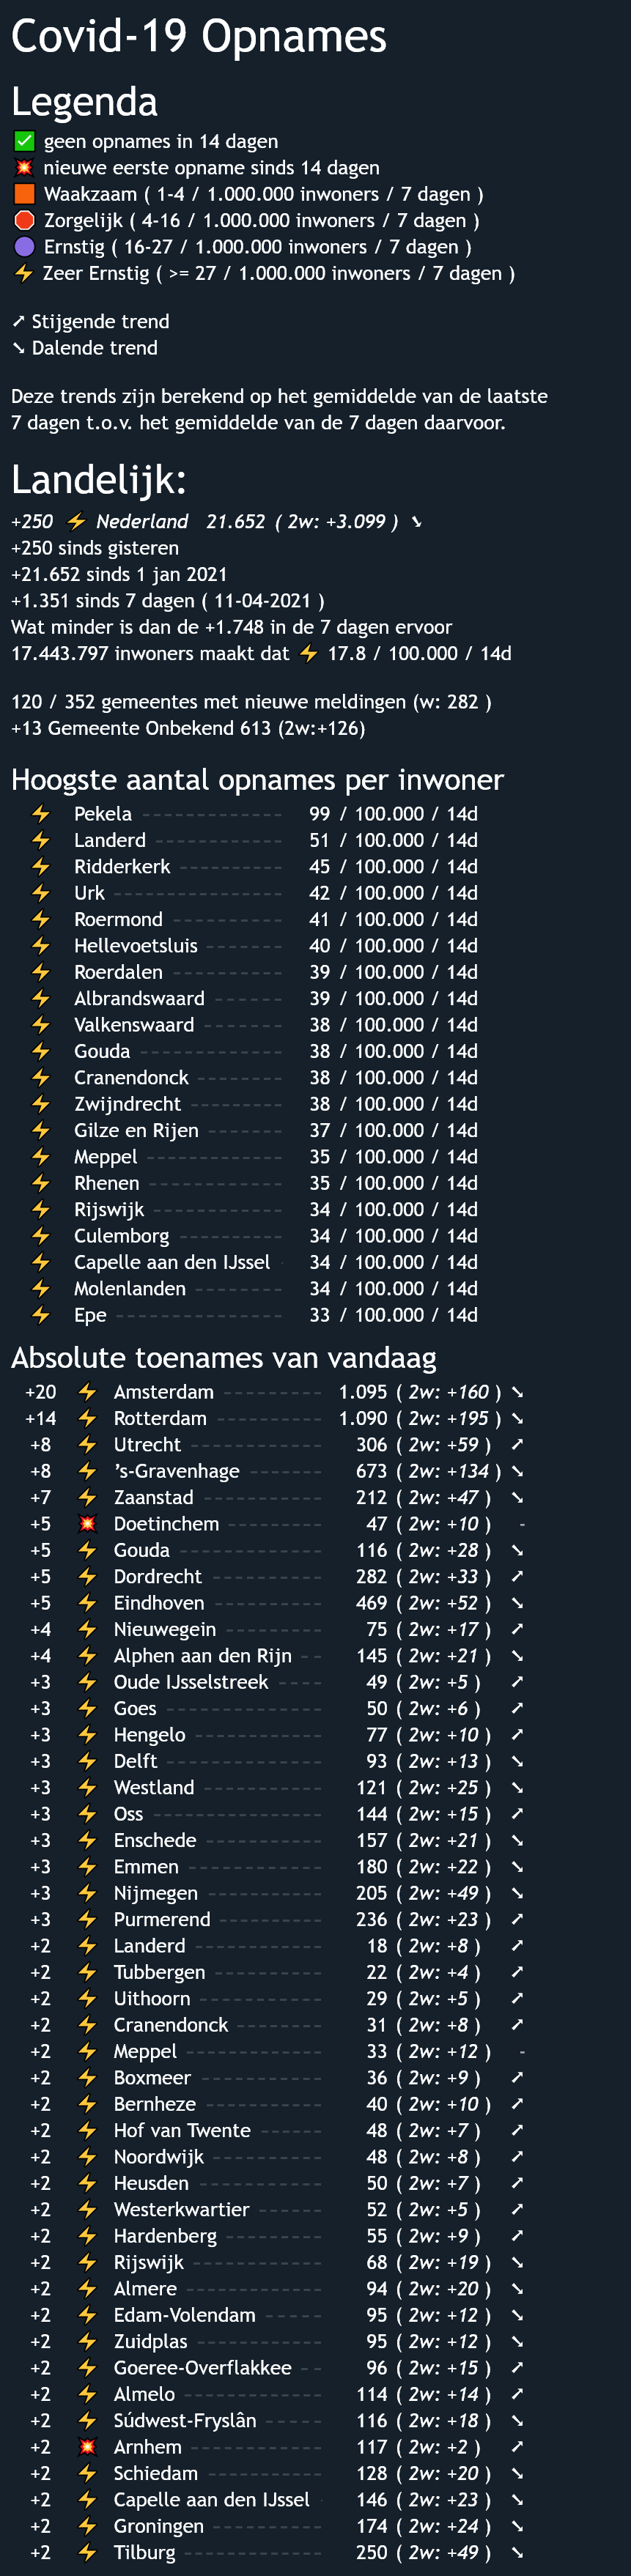 Covid-19 Opnames
Legenda
✅ geen opnames in 14 dagen
💥 nieuwe eerste opname sinds 14 dagen
🟧 Waakzaam ( 1-4 / 1.000.000 inwoners / 7 dagen )
🛑 Zorgelijk ( 4-16 / 1.000.000 inwoners / 7 dagen )
🟣 Ernstig ( 16-27 / 1.000.000 inwoners / 7 dagen )
⚡ Zeer Ernstig ( >= 27 / 1.000.000 inwoners / 7 dagen )
➚ Stijgende trend
➘ Dalende trend
Deze trends zijn berekend op het gemiddelde van de laatste
7 dagen t.o.v. het gemiddelde van de 7 dagen daarvoor.
Landelijk:
+250 ⚡ Nederland 21.652 ( 2w: +3.099 ) ➘
+250 sinds gisteren
+21.652 sinds 1 jan 2021
+1.351 sinds 7 dagen ( 11-04-2021 )
Wat minder is dan de +1.748 in de 7 dagen ervoor
17.443.797 inwoners maakt dat ⚡ 17.8 / 100.000 / 14d
120 / 352 gemeentes met nieuwe meldingen (w: 282 )
+13 Gemeente Onbekend 613 (2w:+126)
Hoogste aantal opnames per inwoner
⚡ Pekela 99 / 100.000 / 14d
⚡ Landerd 51 / 100.000 / 14d
⚡ Ridderkerk 45 / 100.000 / 14d
⚡ Urk 42 / 100.000 / 14d
⚡ Roermond 41 / 100.000 / 14d
⚡ Hellevoetsluis 40 / 100.000 / 14d
⚡ Roerdalen 39 / 100.000 / 14d
⚡ Albrandswaard 39 / 100.000 / 14d
⚡ Valkenswaard 38 / 100.000 / 14d
⚡ Gouda 38 / 100.000 / 14d
⚡ Cranendonck 38 / 100.000 / 14d
⚡ Zwijndrecht 38 / 100.000 / 14d
⚡ Gilze en Rijen 37 / 100.000 / 14d
⚡ Meppel 35 / 100.000 / 14d
⚡ Rhenen 35 / 100.000 / 14d
⚡ Rijswijk 34 / 100.000 / 14d
⚡ Culemborg 34 / 100.000 / 14d
⚡ Capelle aan den IJssel 34 / 100.000 / 14d
⚡ Molenlanden 34 / 100.000 / 14d
⚡ Epe 33 / 100.000 / 14d
Absolute toenames van vandaag
+20 ⚡ Amsterdam 1.095 ( 2w: +160 ) ➘
+14 ⚡ Rotterdam 1.090 ( 2w: +195 ) ➘
+8 ⚡ Utrecht 306 ( 2w: +59 ) ➚
+8 ⚡ 's-Gravenhage 673 ( 2w: +134 ) ➘
+7 ⚡ Zaanstad 212 ( 2w: +47 ) ➘
+5 💥 Doetinchem 47 ( 2w: +10 ) -
+5 ⚡ Gouda 116 ( 2w: +28 ) ➘
+5 ⚡ Dordrecht 282 ( 2w: +33 ) ➚
+5 ⚡ Eindhoven 469 ( 2w: +52 ) ➘
+4 ⚡ Nieuwegein 75 ( 2w: +17 ) ➚
+4 ⚡ Alphen aan den Rijn 145 ( 2w: +21 ) ➘
+3 ⚡ Oude IJsselstreek 49 ( 2w: +5 ) ➚
+3 ⚡ Goes 50 ( 2w: +6 ) ➚
+3 ⚡ Hengelo 77 ( 2w: +10 ) ➚
+3 ⚡ Delft 93 ( 2w: +13 ) ➘
+3 ⚡ Westland 121 ( 2w: +25 ) ➘
+3 ⚡ Oss 144 ( 2w: +15 ) ➚
+3 ⚡ Enschede 157 ( 2w: +21 ) ➘
+3 ⚡ Emmen 180 ( 2w: +22 ) ➘
+3 ⚡ Nijmegen 205 ( 2w: +49 ) ➘
+3 ⚡ Purmerend 236 ( 2w: +23 ) ➚
+2 ⚡ Landerd 18 ( 2w: +8 ) ➚
+2 ⚡ Tubbergen 22 ( 2w: +4 ) ➚
+2 ⚡ Uithoorn 29 ( 2w: +5 ) ➚
+2 ⚡ Cranendonck 31 ( 2w: +8 ) ➚
+2 ⚡ Meppel 33 ( 2w: +12 ) -
+2 ⚡ Boxmeer 36 ( 2w: +9 ) ➚
+2 ⚡ Bernheze 40 ( 2w: +10 ) ➚
+2 ⚡ Hof van Twente 48 ( 2w: +7 ) ➚
+2 ⚡ Noordwijk 48 ( 2w: +8 ) ➚
+2 ⚡ Heusden 50 ( 2w: +7 ) ➚
+2 ⚡ Westerkwartier 52 ( 2w: +5 ) ➚
+2 ⚡ Hardenberg 55 ( 2w: +9 ) ➚
+2 ⚡ Rijswijk 68 ( 2w: +19 ) ➘
+2 ⚡ Almere 94 ( 2w: +20 ) ➘
+2 ⚡ Edam-Volendam 95 ( 2w: +12 ) ➘
+2 ⚡ Zuidplas 95 ( 2w: +12 ) ➘
+2 ⚡ Goeree-Overflakkee 96 ( 2w: +15 ) ➚
+2 ⚡ Almelo 114 ( 2w: +14 ) ➚
+2 ⚡ Súdwest-Fryslân 116 ( 2w: +18 ) ➘
+2 💥 Arnhem 117 ( 2w: +2 ) ➚
+2 ⚡ Schiedam 128 ( 2w: +20 ) ➘
+2 ⚡ Capelle aan den IJssel 146 ( 2w: +23 ) ➘
+2 ⚡ Groningen 174 ( 2w: +24 ) ➘
+2 ⚡ Tilburg 250 ( 2w: +49 ) ➘